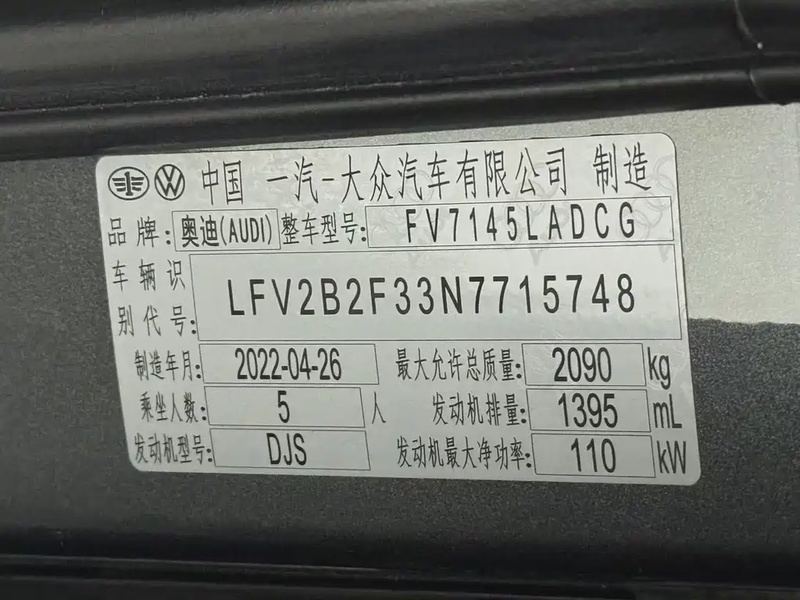 中国 一汽-大众汽车有限公司 制造
品牌: 奥迪(AUDI) 整车型号: FV7145LADCG
车辆识别代号: LFV2B2F33N7715748
制造年月: 2022-04-26 最大允许总质量: 2090 kg
乘坐人数: 5 人 发动机排量: 1395 mL
发动机型号: DJS 发动机最大净功率: 110 kW